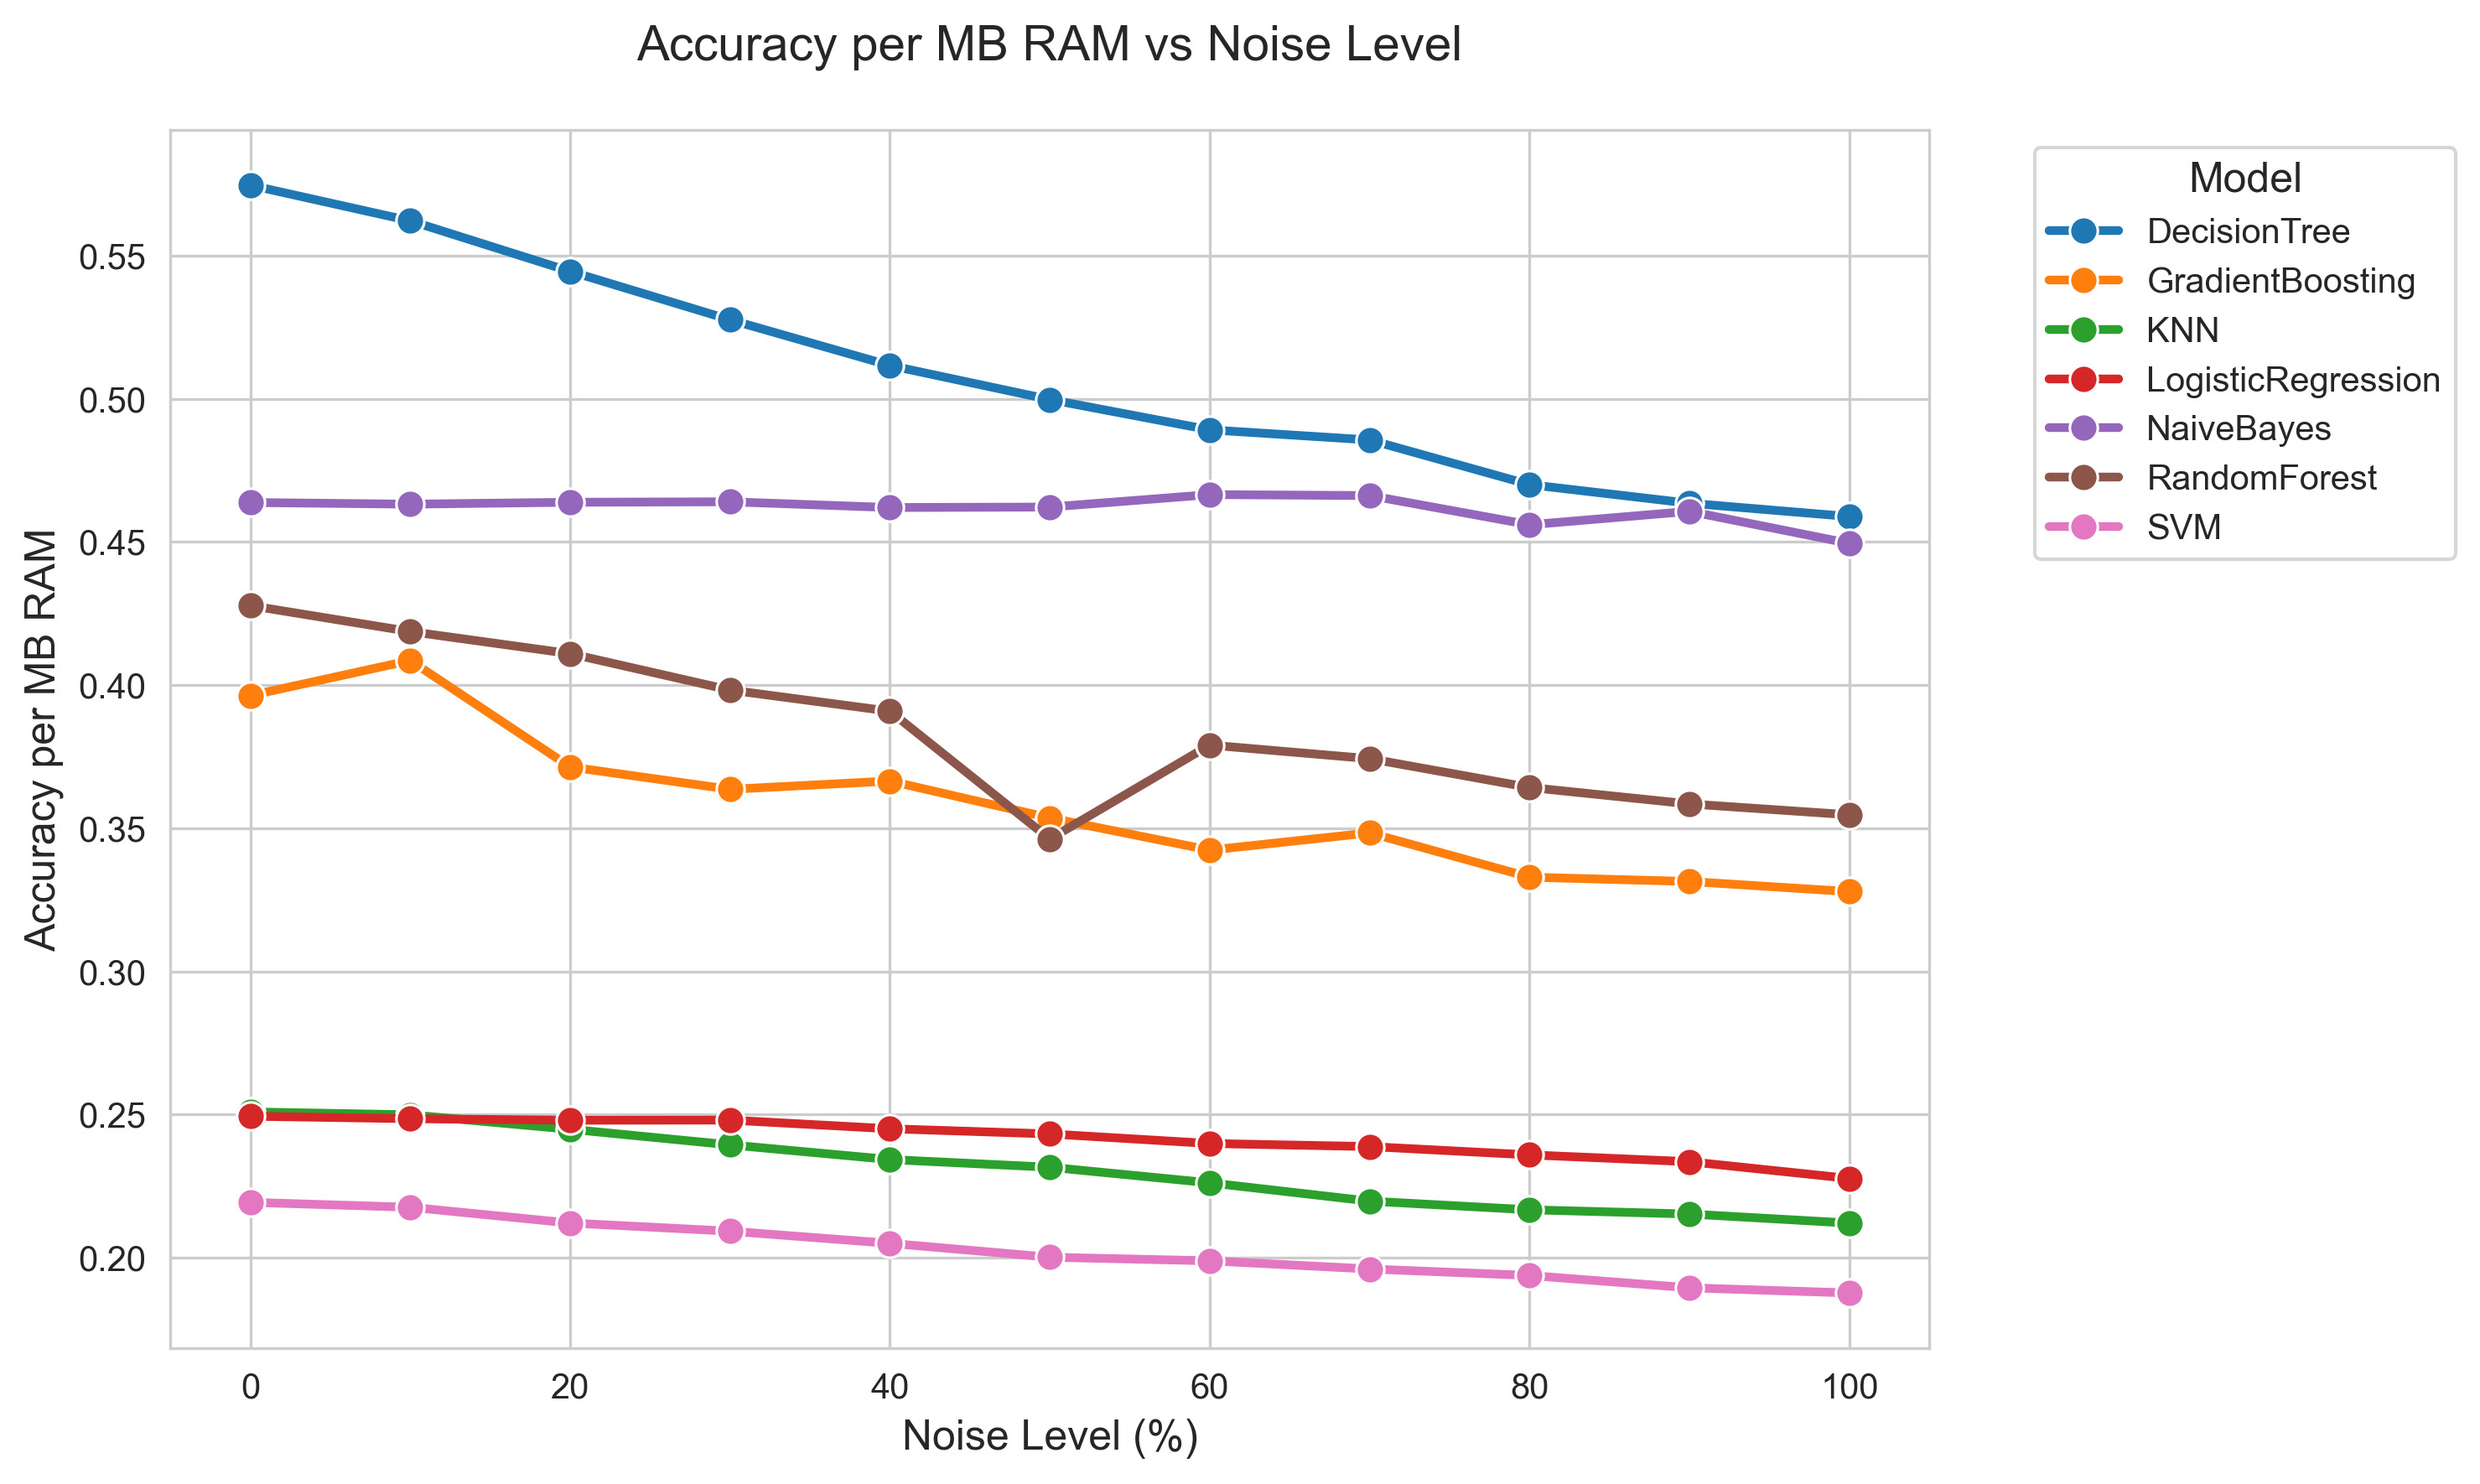 Accuracy per MB RAM vs Noise Level
Accuracy per MB RAM
0.55
0.50
0.45
0.40
0.35
0.30
0.25
0.20
0
20
40
60
80
100
Noise Level (%)
Model
DecisionTree
GradientBoosting
KNN
LogisticRegression
NaiveBayes
RandomForest
SVM